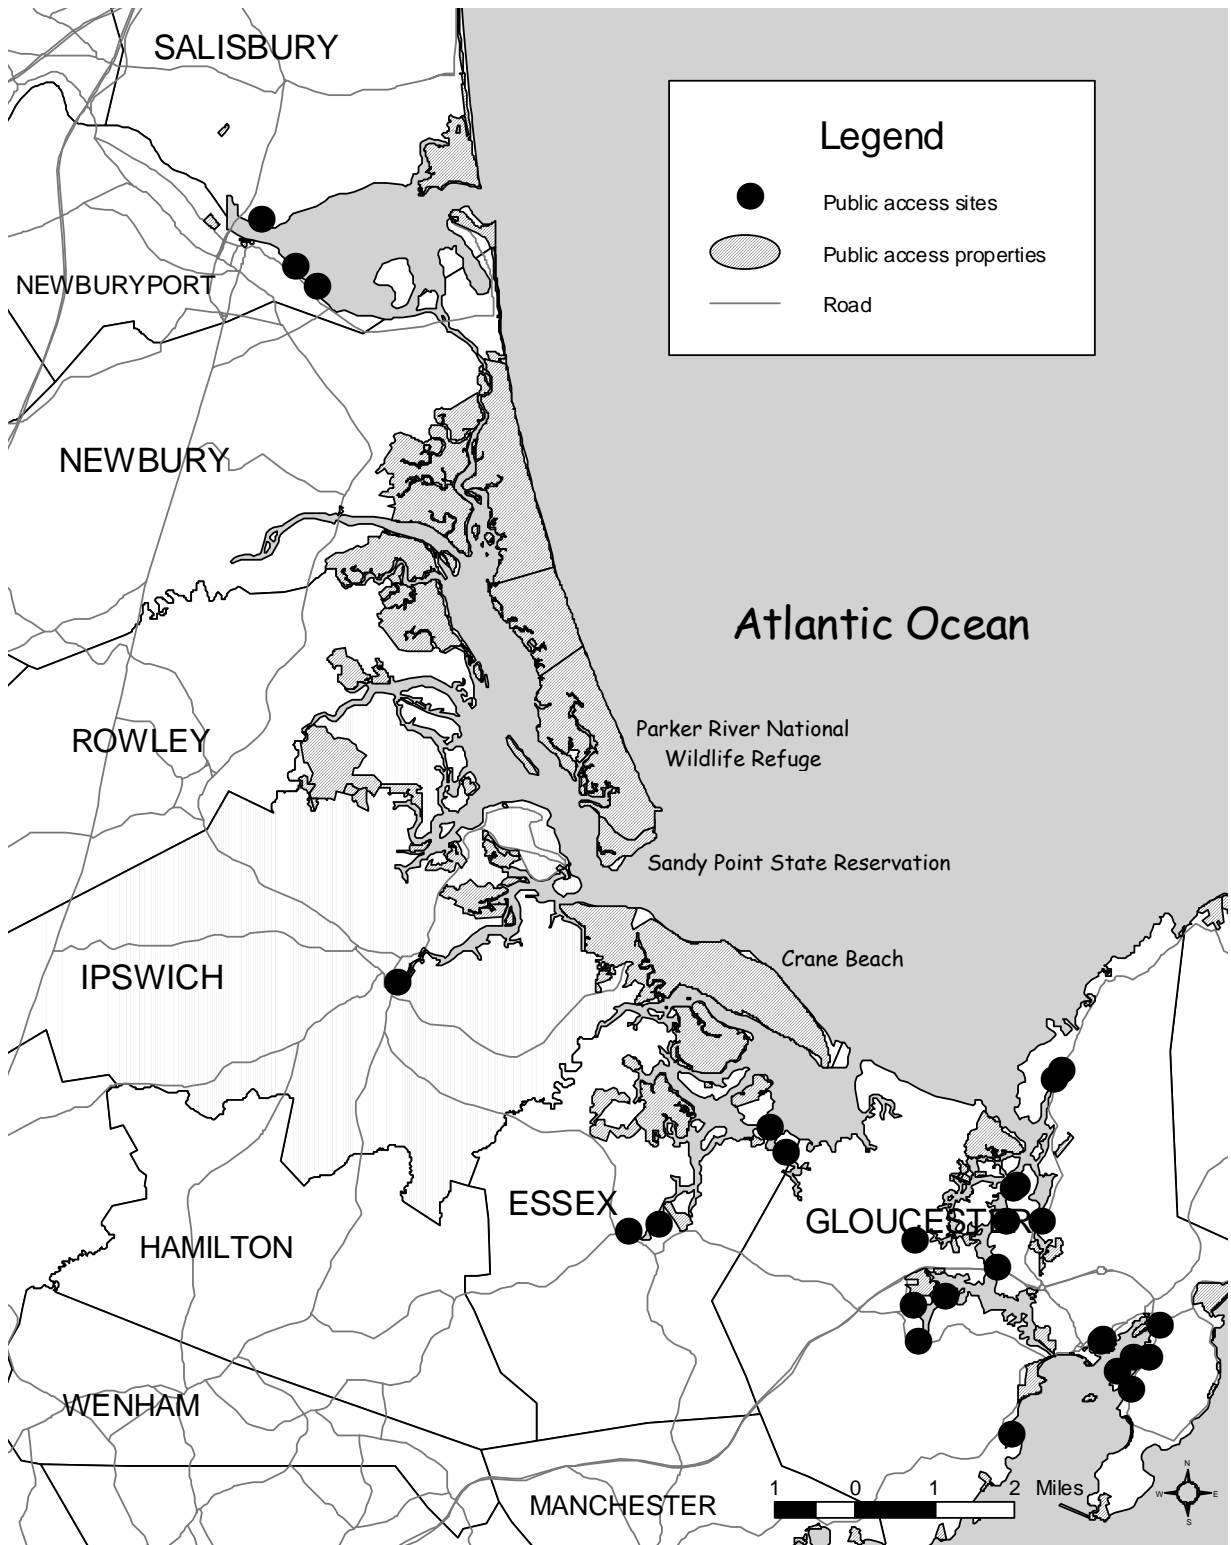 SALISBURY
Legend
Public access sites
Public access properties
Road
NEWBURYPORT
NEWBURY
Atlantic Ocean
Parker River National
Wildlife Refuge
ROWLEY
Sandy Point State Reservation
Crane Beach
IPSWICH
ESSEX
GLOUCESTER
HAMILTON
WENHAM
MANCHESTER
1 0 1 2 Miles
N
W E
S